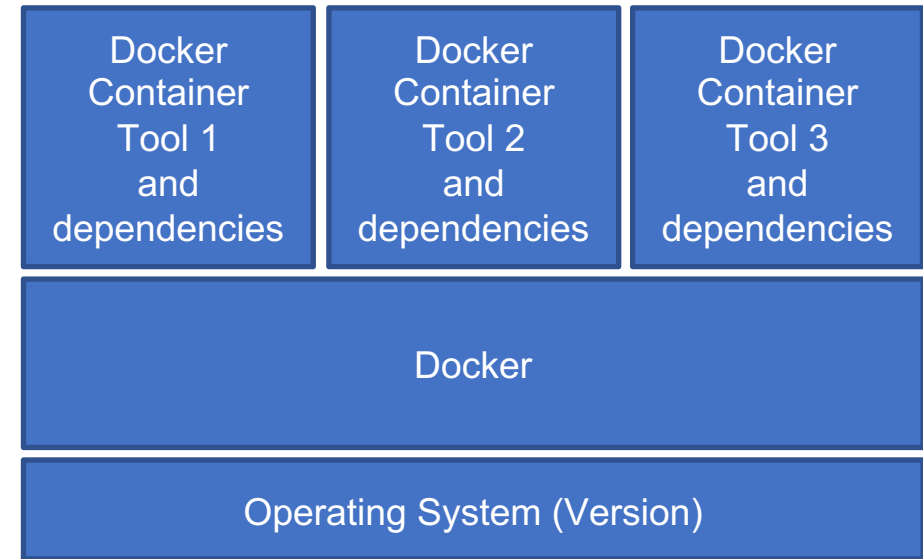 Docker
Container
Tool 1
and
dependencies
Docker
Container
Tool 2
and
dependencies
Docker
Container
Tool 3
and
dependencies
Docker
Operating System (Version)